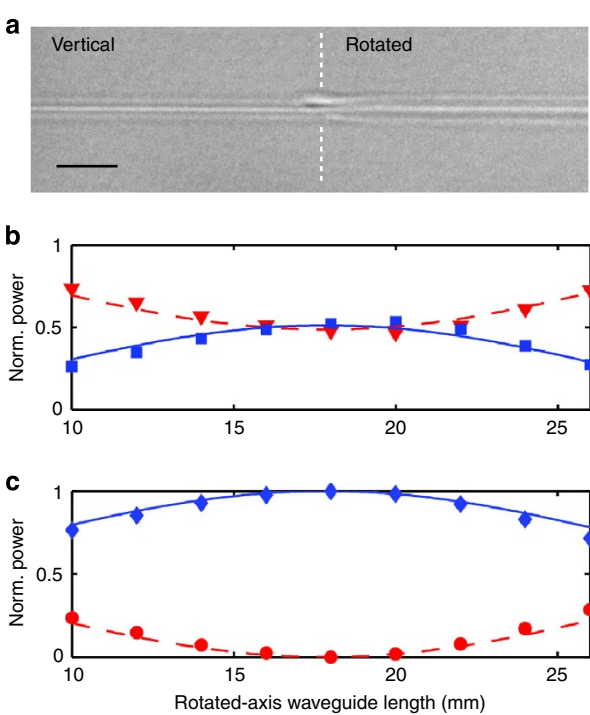 a
Vertical Rotated
b
1
0.5
0
Norm. power
10 15 20 25
c
1
0.5
0
Norm. power
10 15 20 25
Rotated-axis waveguide length (mm)